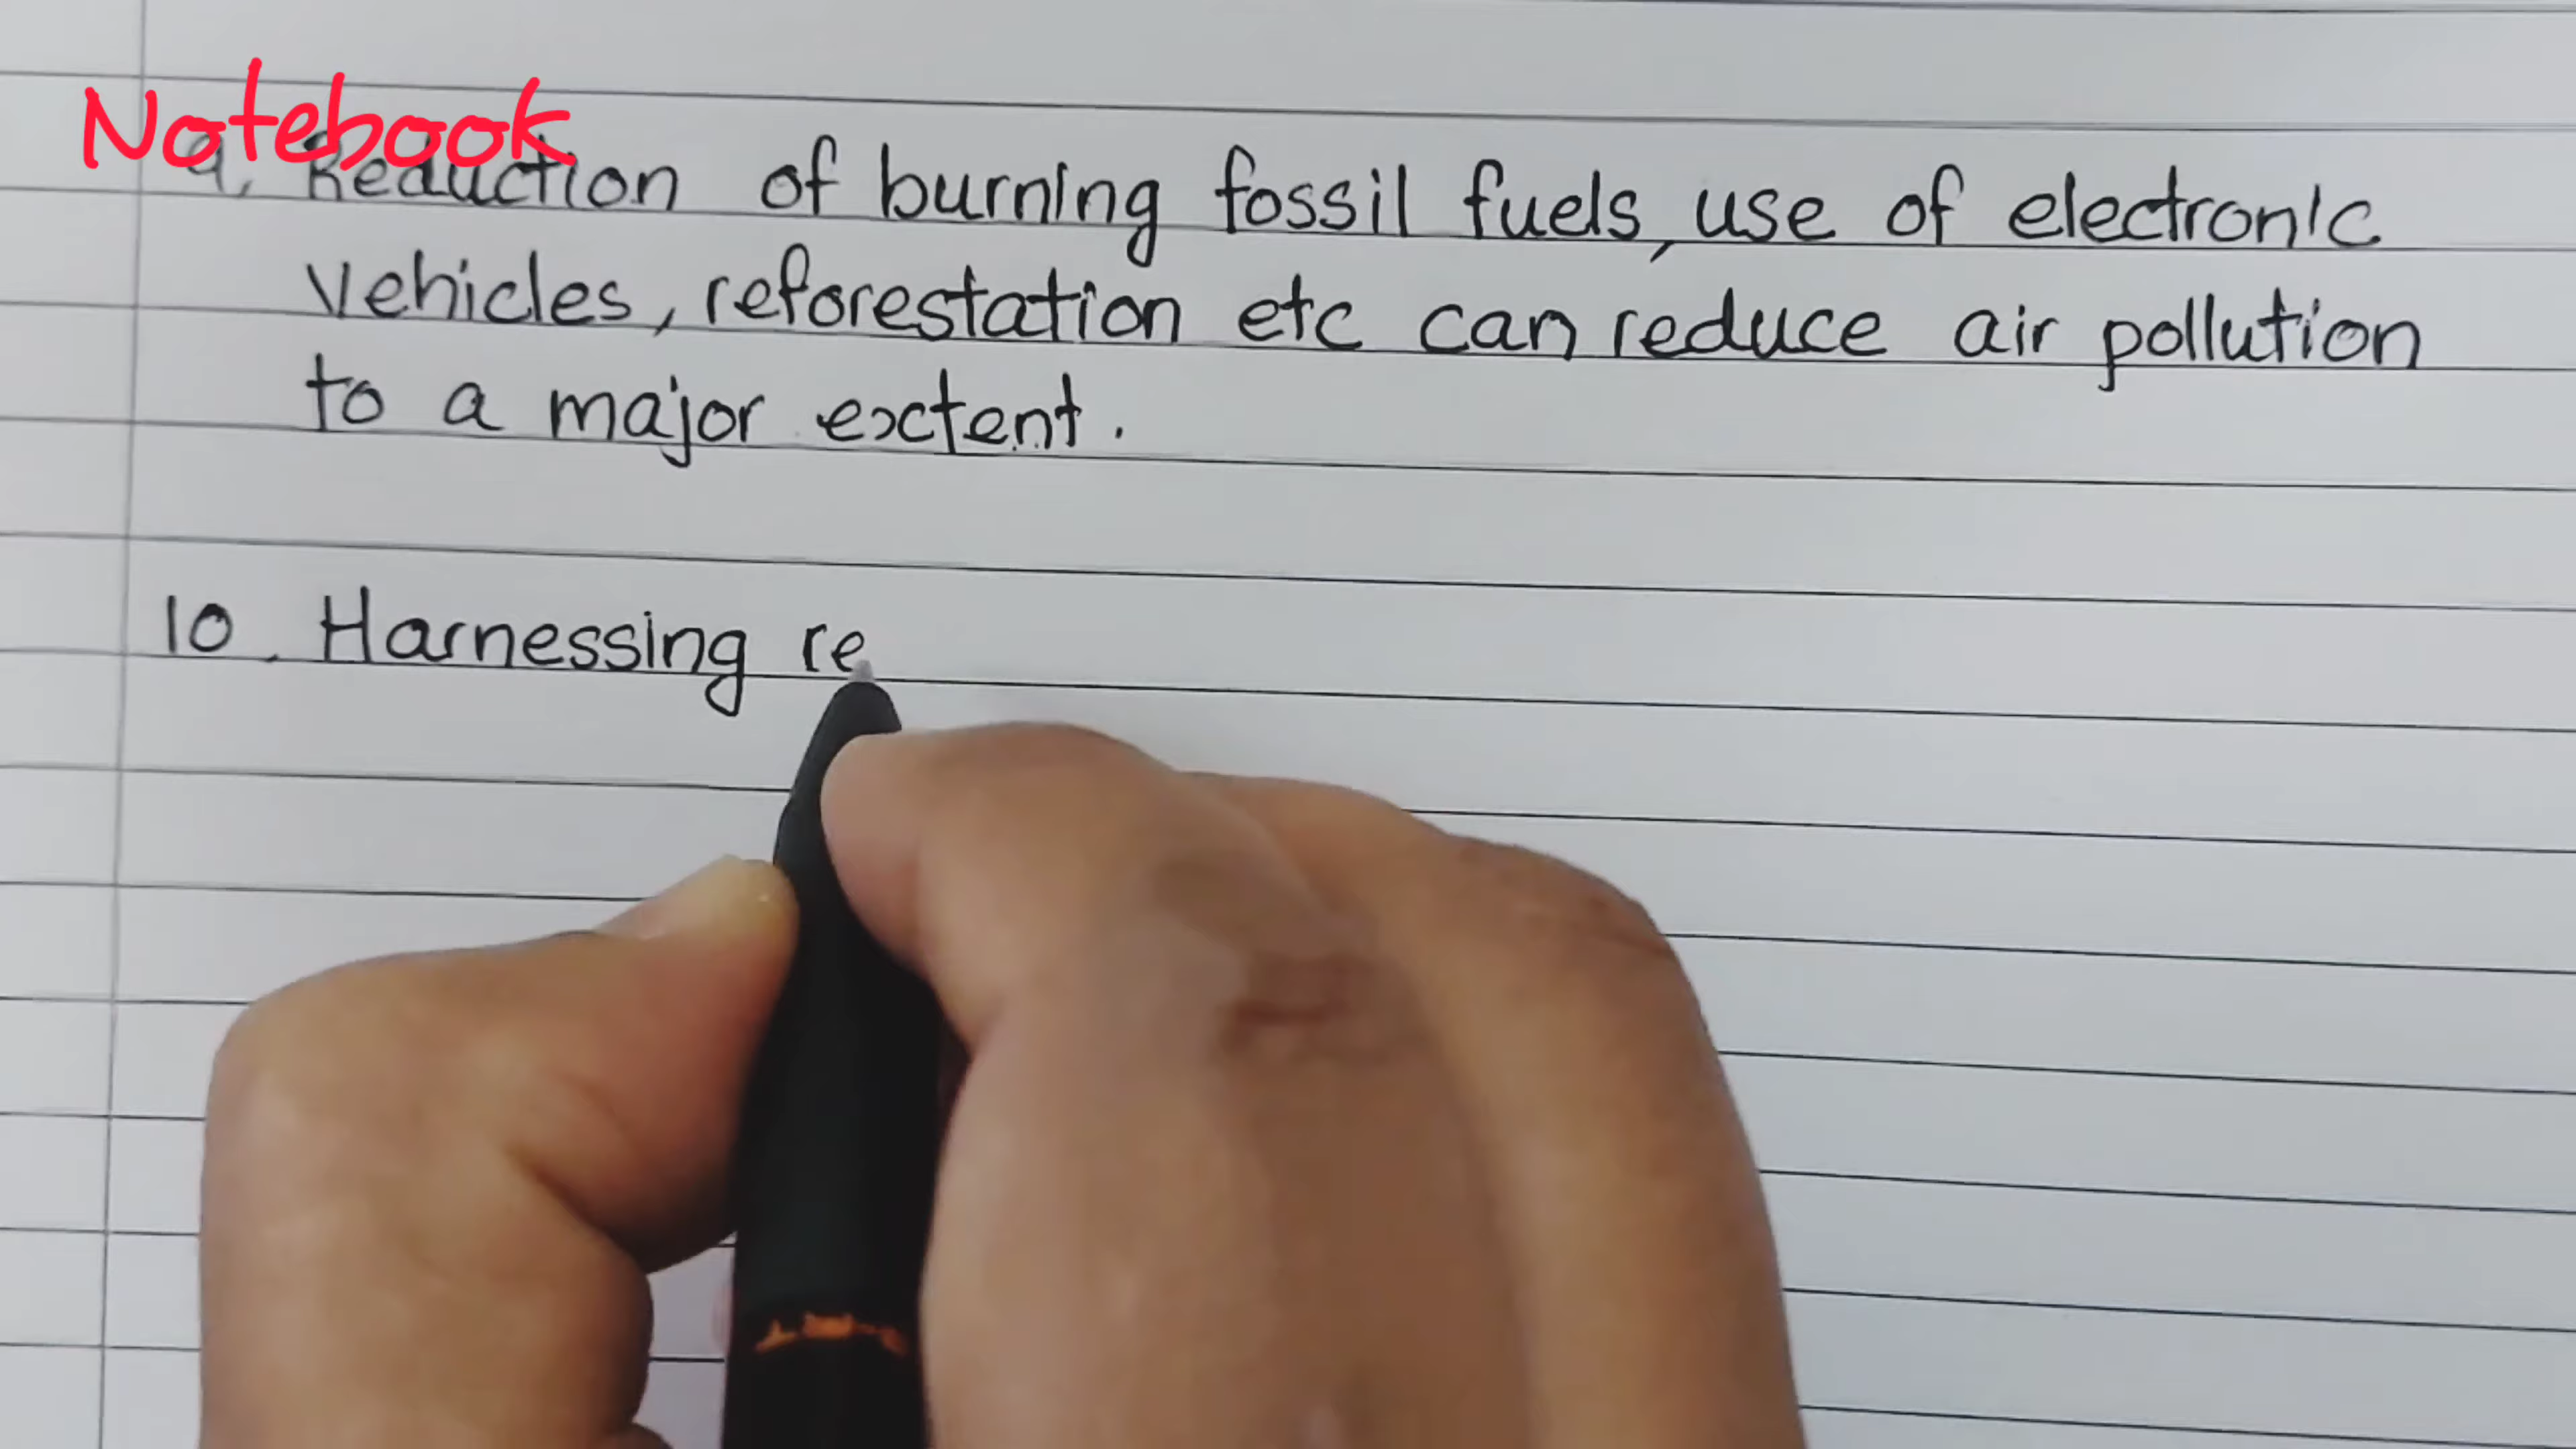 Notebook
9. Reduction of burning fossil fuels, use of electronic
vehicles, reforestation etc can reduce air pollution
to a major extent.
10. Harnessing re